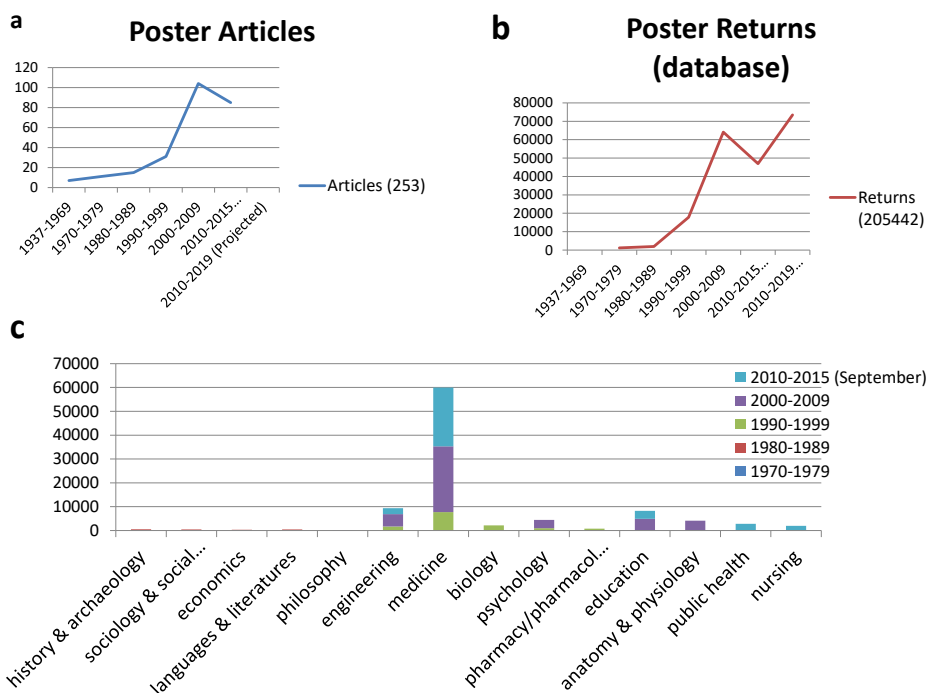 a
Poster Articles
120
100
80
60
40
20
0
1937-1969
1970-1979
1980-1989
1990-1999
2000-2009
2010-2015...
2010-2019 (Projected)
Articles (253)
b
Poster Returns
(database)
80000
70000
60000
50000
40000
30000
20000
10000
0
1937-1969
1970-1979
1980-1989
1990-1999
2000-2009
2010-2015...
2010-2019...
Returns
(205442)
c
70000
60000
50000
40000
30000
20000
10000
0
2010-2015 (September)
2000-2009
1990-1999
1980-1989
1970-1979
history & archaeology
sociology & social...
economics
languages & literatures
philosophy
engineering
medicine
biology
psychology
pharmacy/pharmacol...
education
anatomy & physiology
public health
nursing